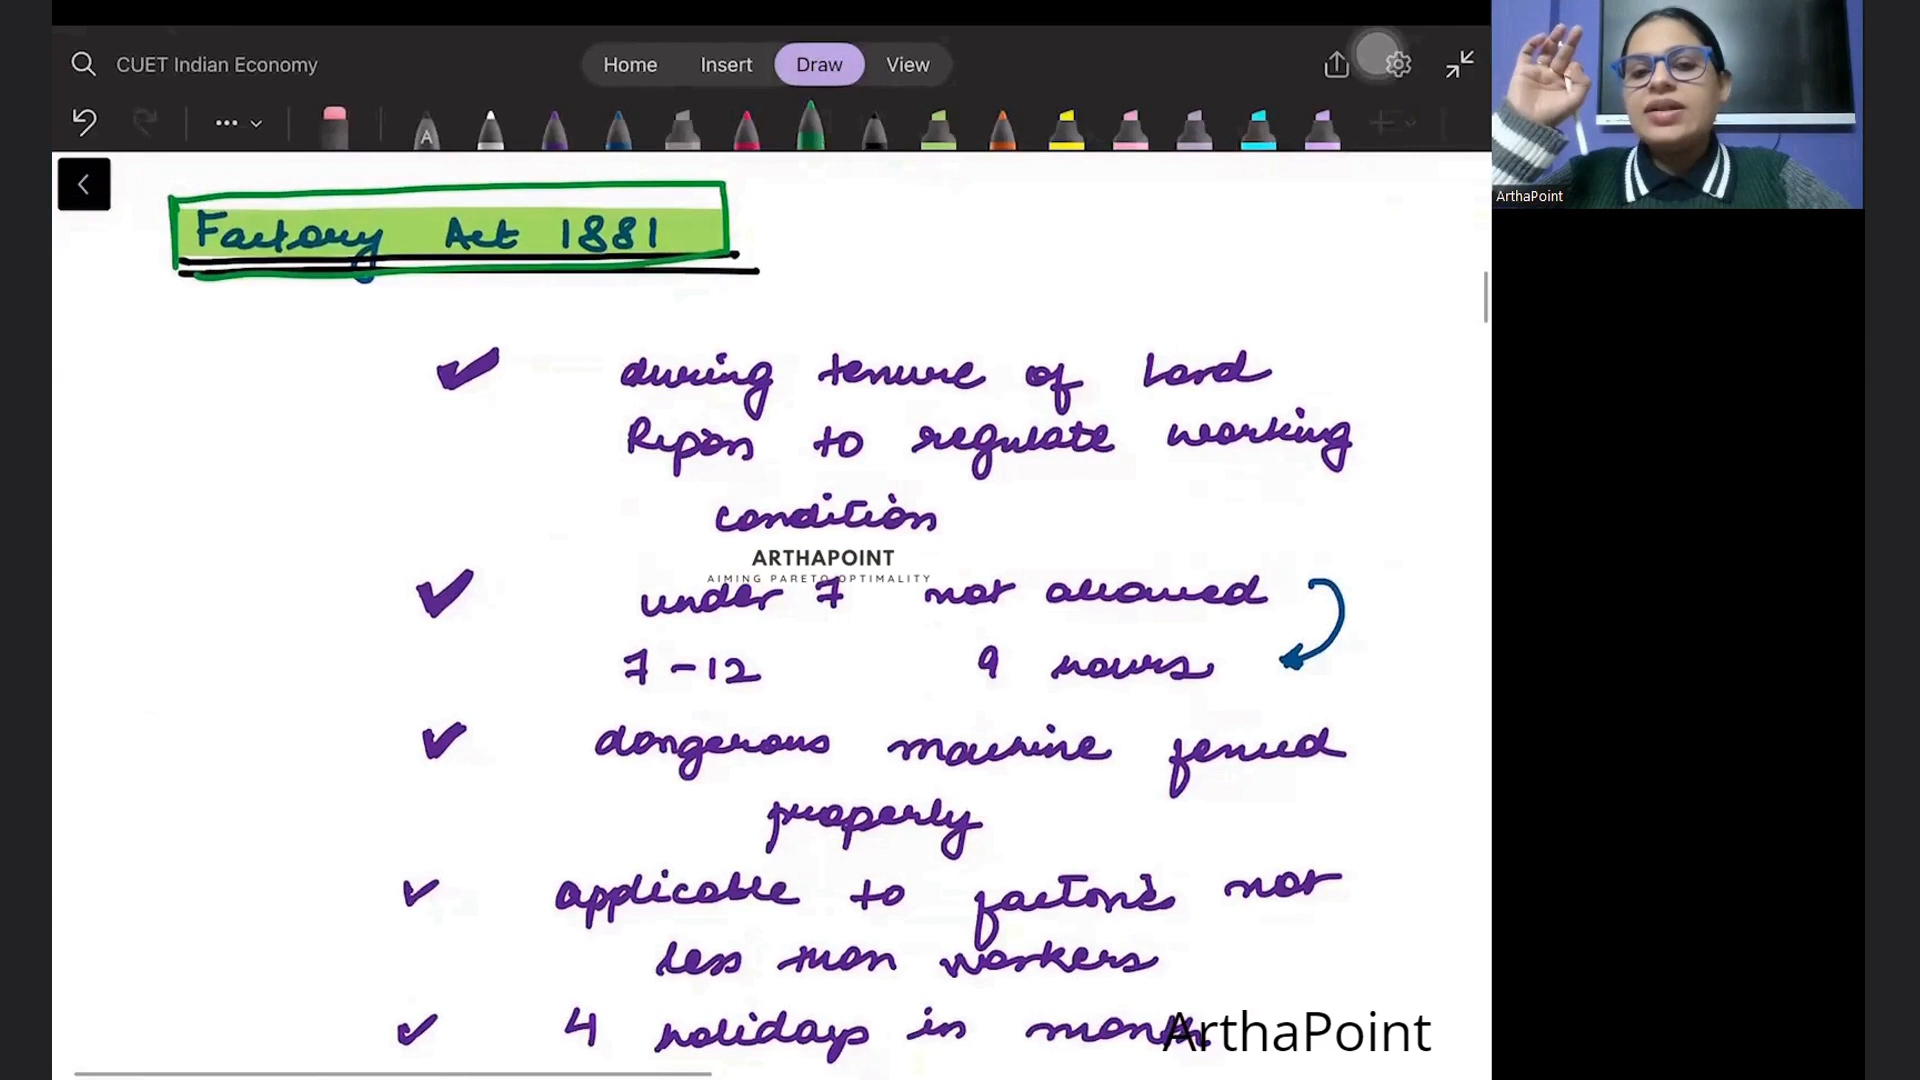 CUET Indian Economy
Home Insert Draw View
A
ArthaPoint
Factory Act 1881
during tenure of Lord
Ripon to regulate working
condition
ARTHAPOINT
AIMING PARETO OPTIMALITY
under 7 not allowed
7-12 9 hours
dangerous machine fenced
properly
applicable to factories not
less than workers
4 holidays in month
ArthaPoint